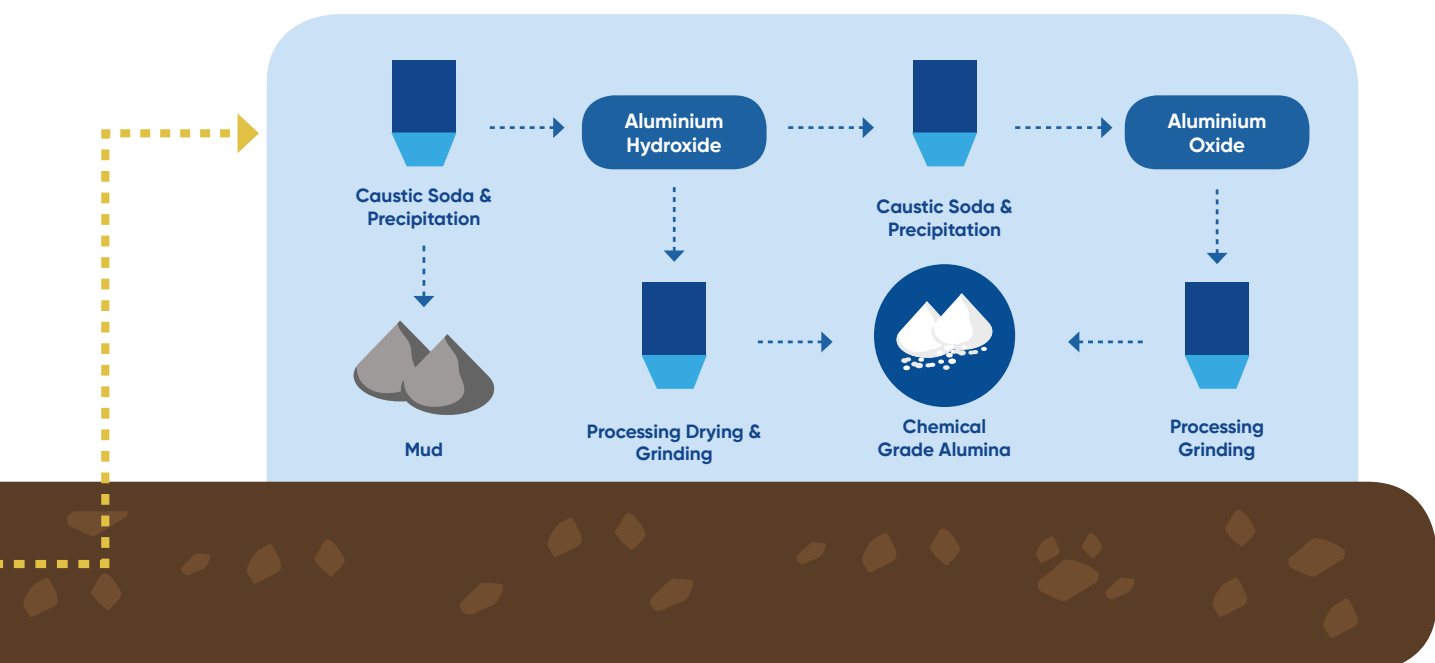 Aluminium
Hydroxide
Aluminium
Oxide
Caustic Soda &
Precipitation
Caustic Soda &
Precipitation
Mud
Processing Drying &
Grinding
Chemical
Grade Alumina
Processing
Grinding